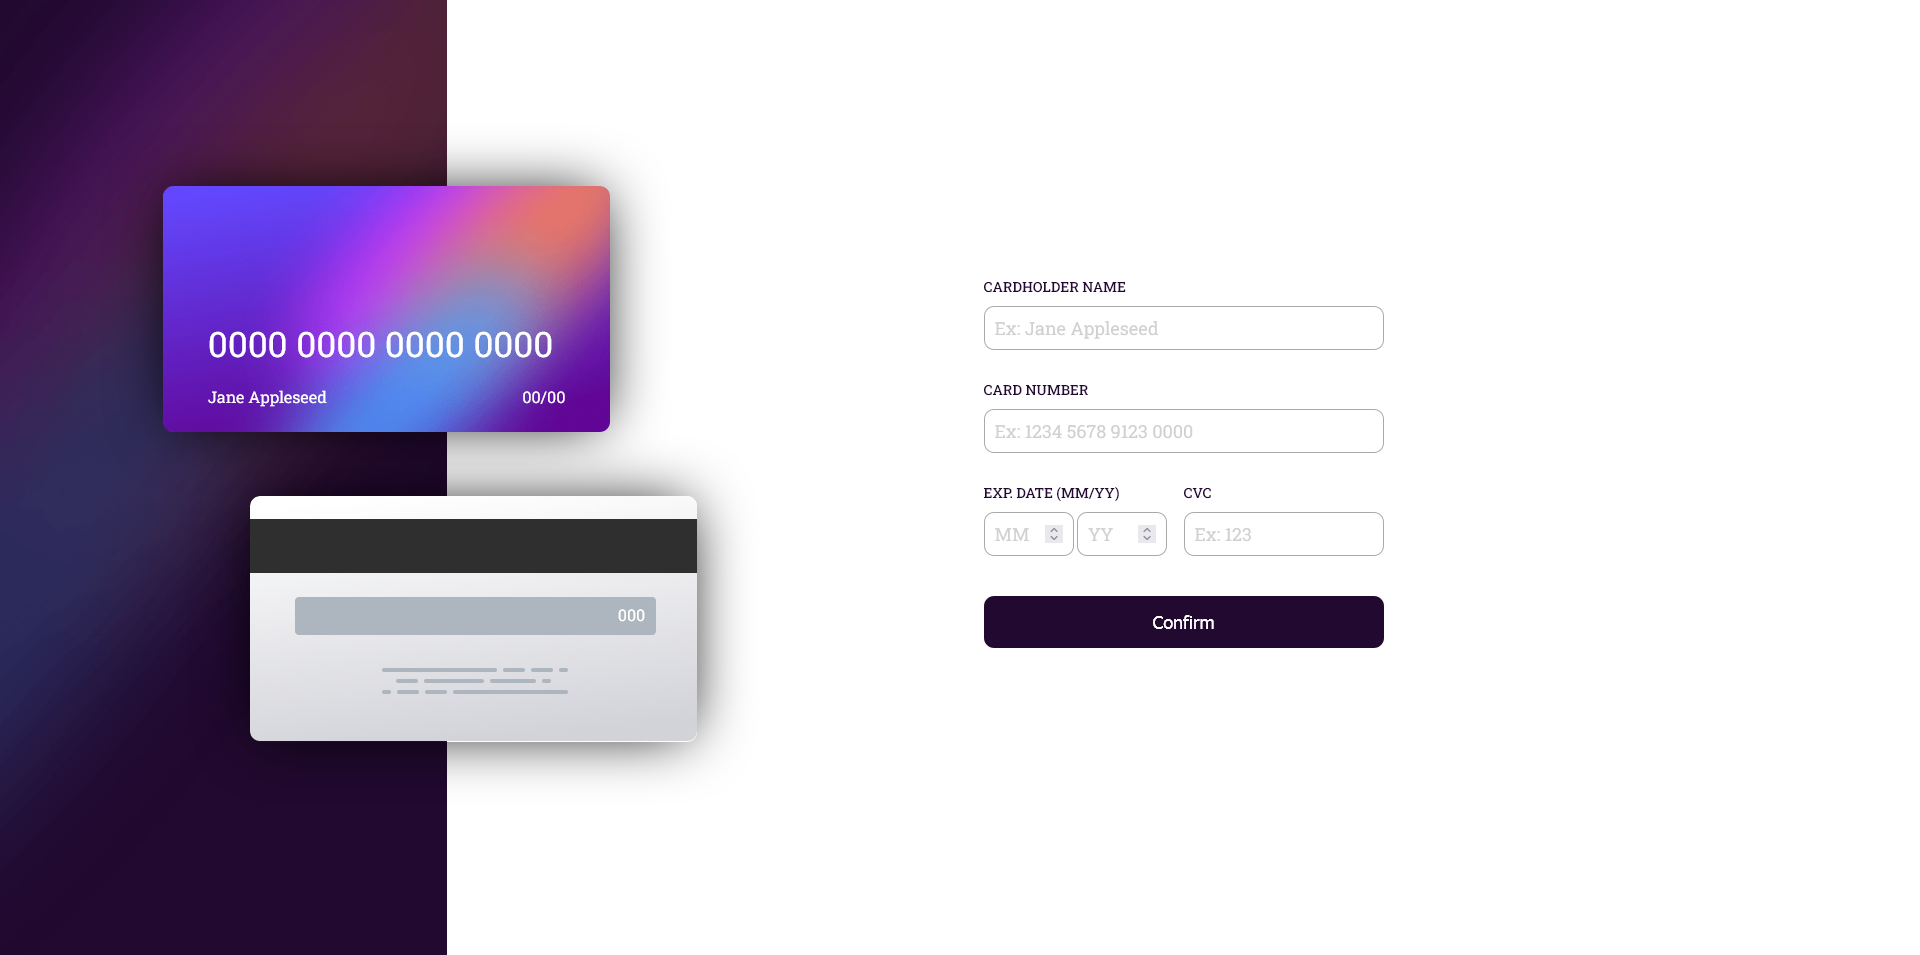 0000 0000 0000 0000
Jane Appleseed 00/00
000
CARDHOLDER NAME
Ex: Jane Appleseed
CARD NUMBER
Ex: 1234 5678 9123 0000
EXP. DATE (MM/YY) CVC
MM YY Ex: 123
Confirm